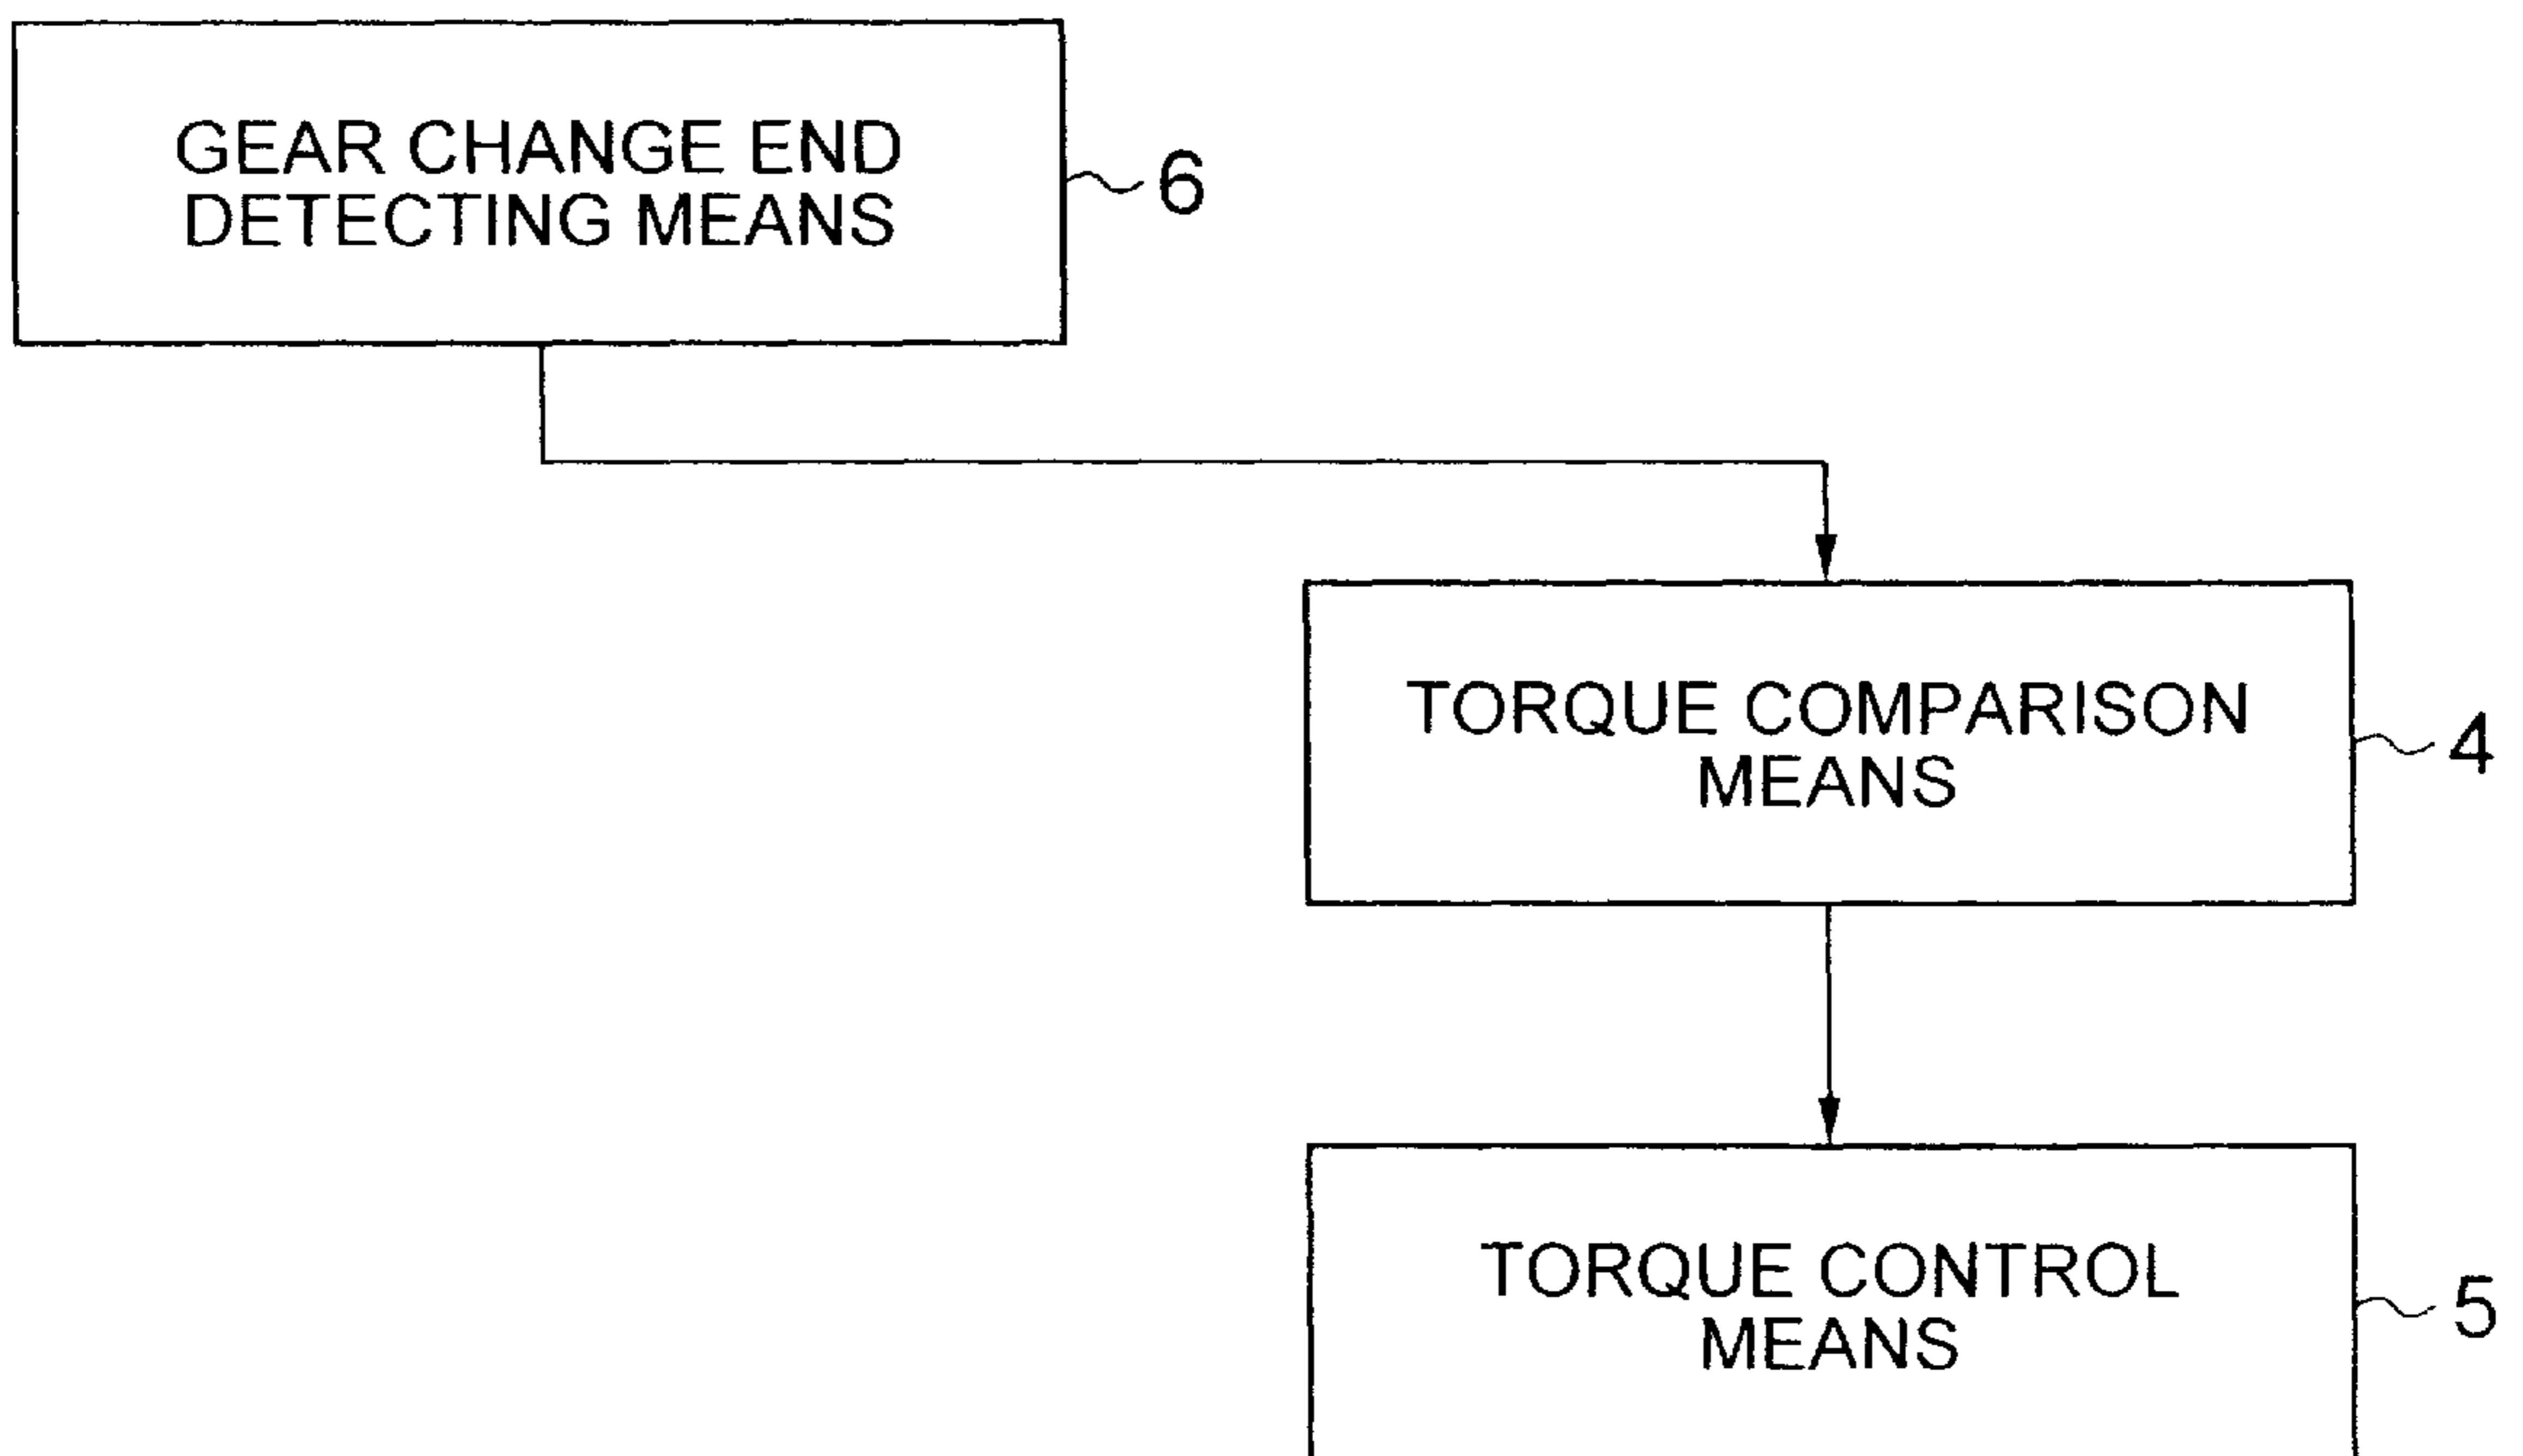 GEAR CHANGE END
DETECTING MEANS
6
TORQUE COMPARISON
MEANS
4
TORQUE CONTROL
MEANS
5